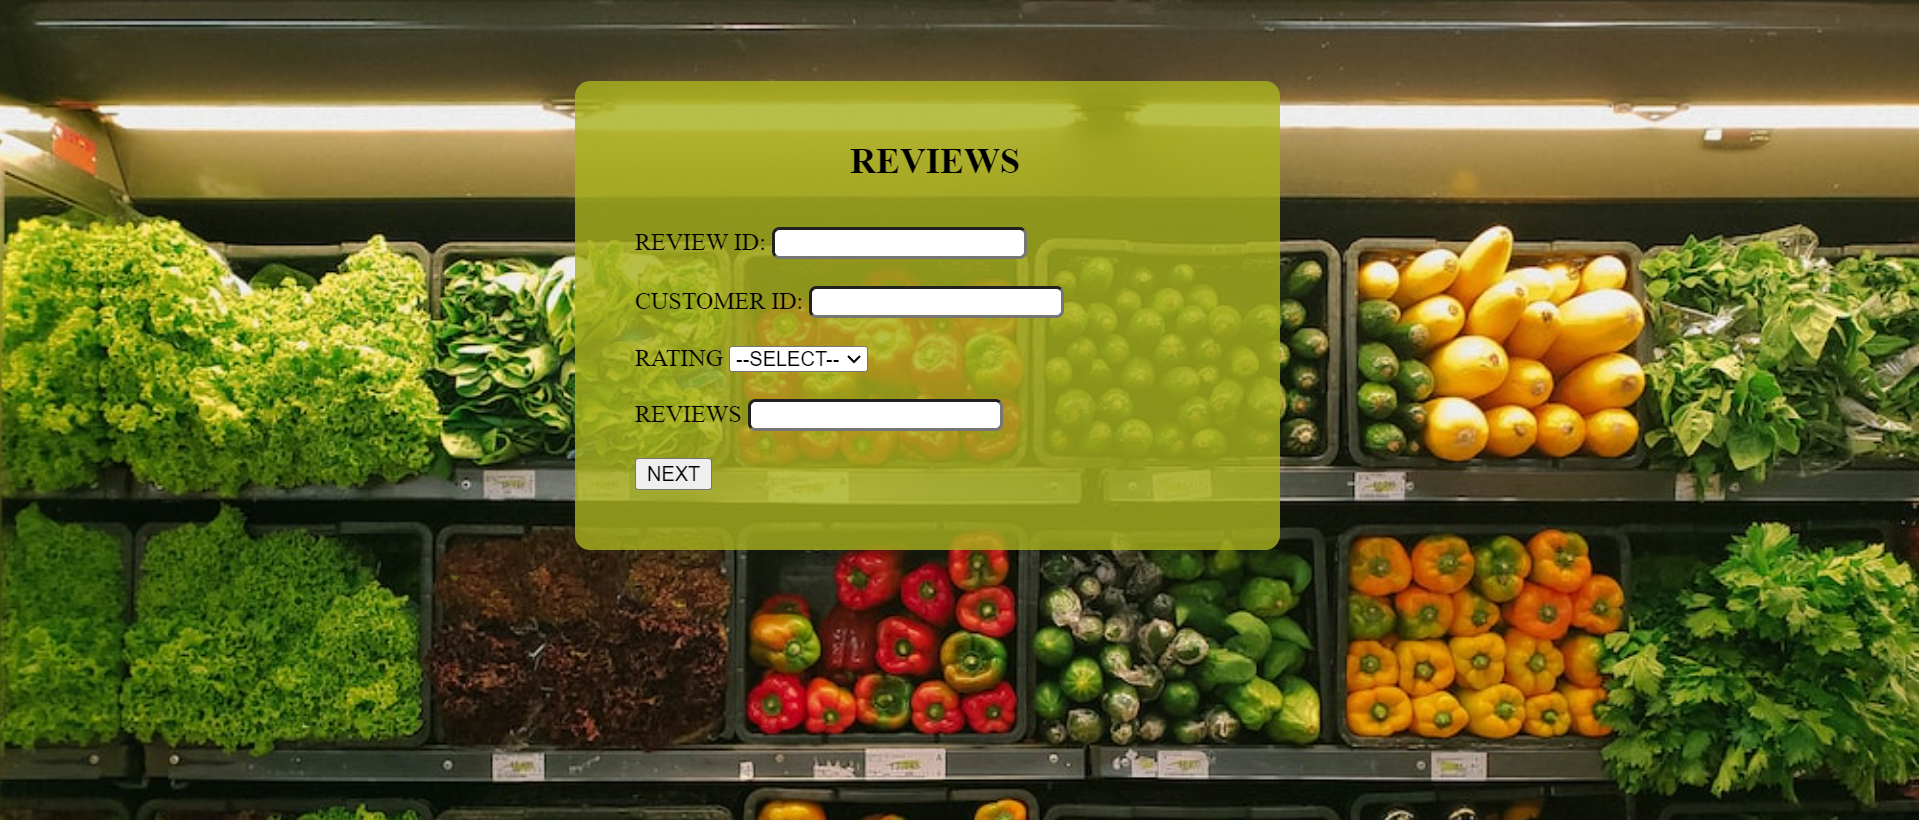 REVIEWS
REVIEW ID:
CUSTOMER ID:
RATING --SELECT--
REVIEWS
NEXT